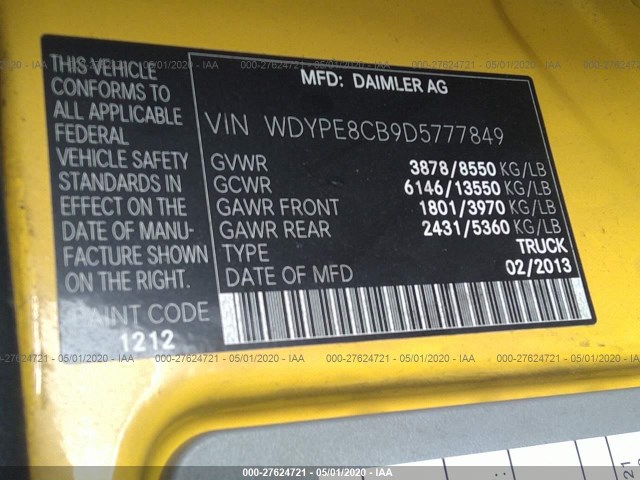 MFD: DAIMLER AG
THIS VEHICLE
CONFORMS TO
ALL APPLICABLE
FEDERAL
VEHICLE SAFETY
STANDARDS IN
EFFECT ON THE
DATE OF MANU-
FACTURE SHOWN
ON THE RIGHT.
PAINT CODE
1212
VIN WDYPE8CB9D5777849
GVWR 3878/8550 KG/LB
GCWR 6146/13550 KG/LB
GAWR FRONT 1801/3970 KG/LB
GAWR REAR 2431/5360 KG/LB
TYPE TRUCK
DATE OF MFD 02/2013
000-27624721 - 05/01/2020 - IAA